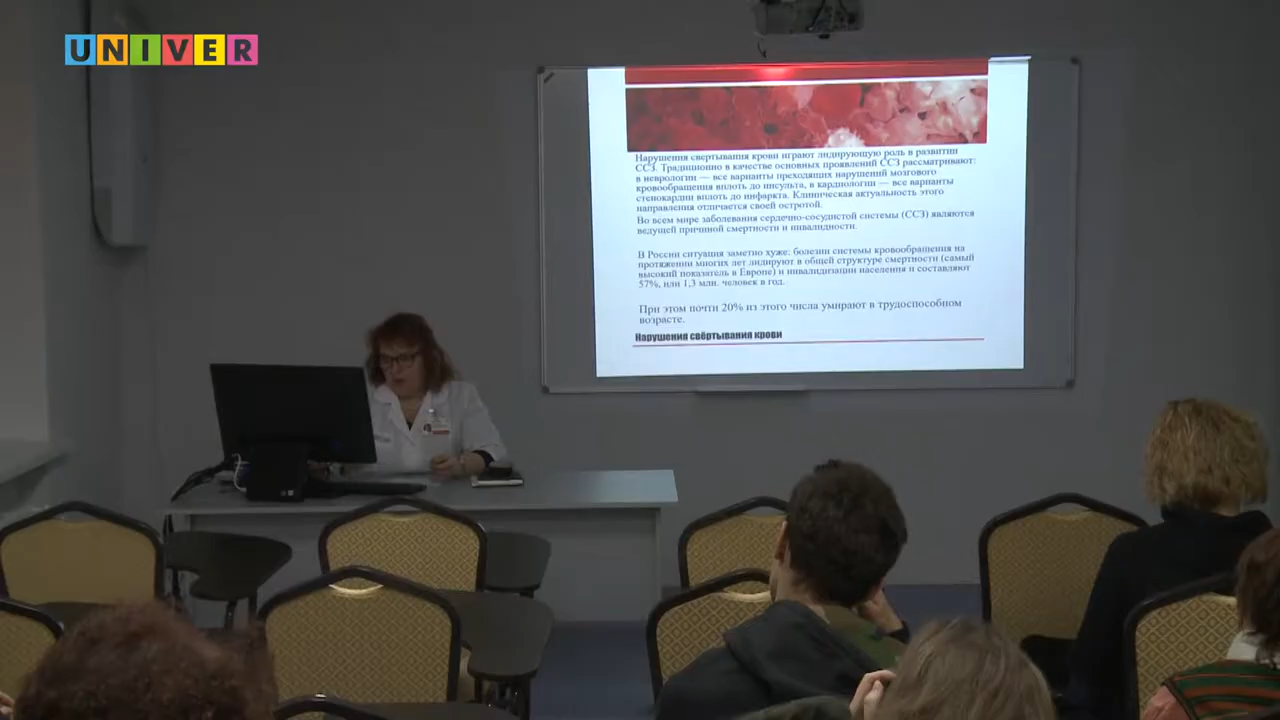 UNIVER
Нарушения свертывания крови играют лидирующую роль в развитии
ССЗ. Традиционно в качестве основных проявлений ССЗ рассматривают:
в неврологии — все варианты преходящих нарушений мозгового
кровообращения вплоть до инсульта, в кардиологии — все варианты
стенокардии вплоть до инфаркта. Клиническая актуальность этого
направления отличается своей остротой.
Во всем мире заболевания сердечно-сосудистой системы (ССЗ) являются
ведущей причиной смертности и инвалидности.
В России ситуация заметно хуже: болезни системы кровообращения на
протяжении многих лет лидируют в общей структуре смертности (самый
высокий показатель в Европе) и инвалидизации населения и составляют
57%, или 1,3 млн. человек в год.
При этом почти 20% из этого числа умирают в трудоспособном
возрасте.
Нарушения свёртывания крови